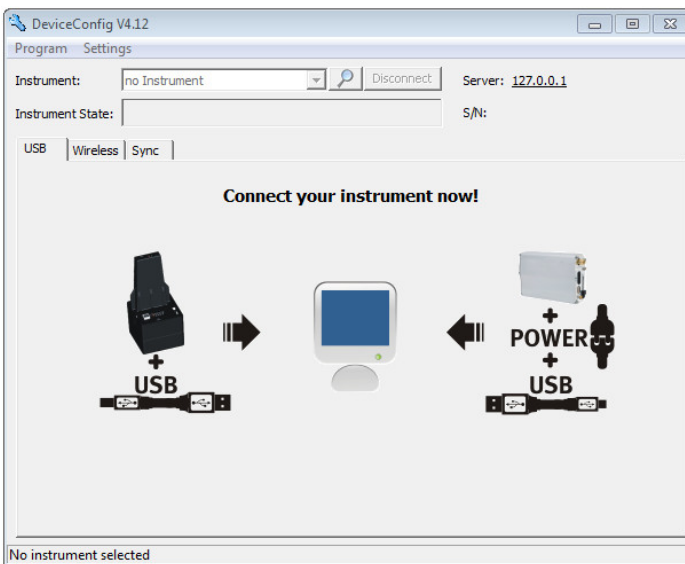 DeviceConfig V4.12
Program Settings
Instrument: no Instrument Disconnect Server: 127.0.0.1
Instrument State: S/N:
USB Wireless Sync
Connect your instrument now!
+
USB
+
POWER
+
USB
No instrument selected